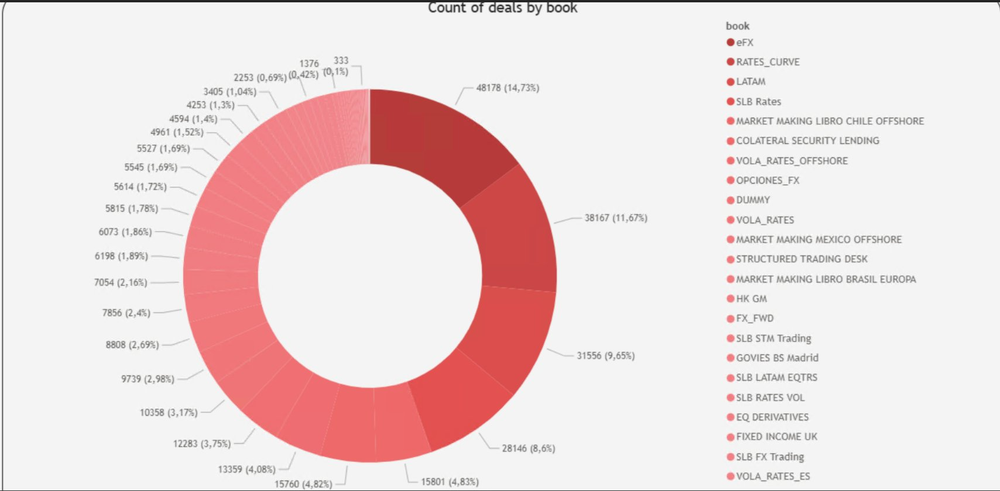 Count of deals by book
book
eFX
RATES_CURVE
LATAM
SLB Rates
MARKET MAKING LIBRO CHILE OFFSHORE
COLATERAL SECURITY LENDING
VOLA_RATES_OFFSHORE
OPCIONES_FX
DUMMY
VOLA_RATES
MARKET MAKING MEXICO OFFSHORE
STRUCTURED TRADING DESK
MARKET MAKING LIBRO BRASIL EUROPA
HK GM
FX_FWD
SLB STM Trading
GOVIES BS Madrid
SLB LATAM EQTRS
SLB RATES VOL
EQ DERIVATIVES
FIXED INCOME UK
SLB FX Trading
VOLA_RATES_ES
48178 (14,73%)
38167 (11,67%)
31556 (9,65%)
28146 (8,6%)
15801 (4,83%)
15760 (4,82%)
13359 (4,08%)
12283 (3,75%)
10358 (3,17%)
9739 (2,98%)
8808 (2,69%)
7856 (2,4%)
7054 (2,16%)
6198 (1,89%)
6073 (1,86%)
5815 (1,78%)
5614 (1,72%)
5545 (1,69%)
5527 (1,69%)
4961 (1,52%)
4594 (1,4%)
4253 (1,3%)
3405 (1,04%)
2253 (0,69%)
1376
(0,42%)
333
(0,1%)